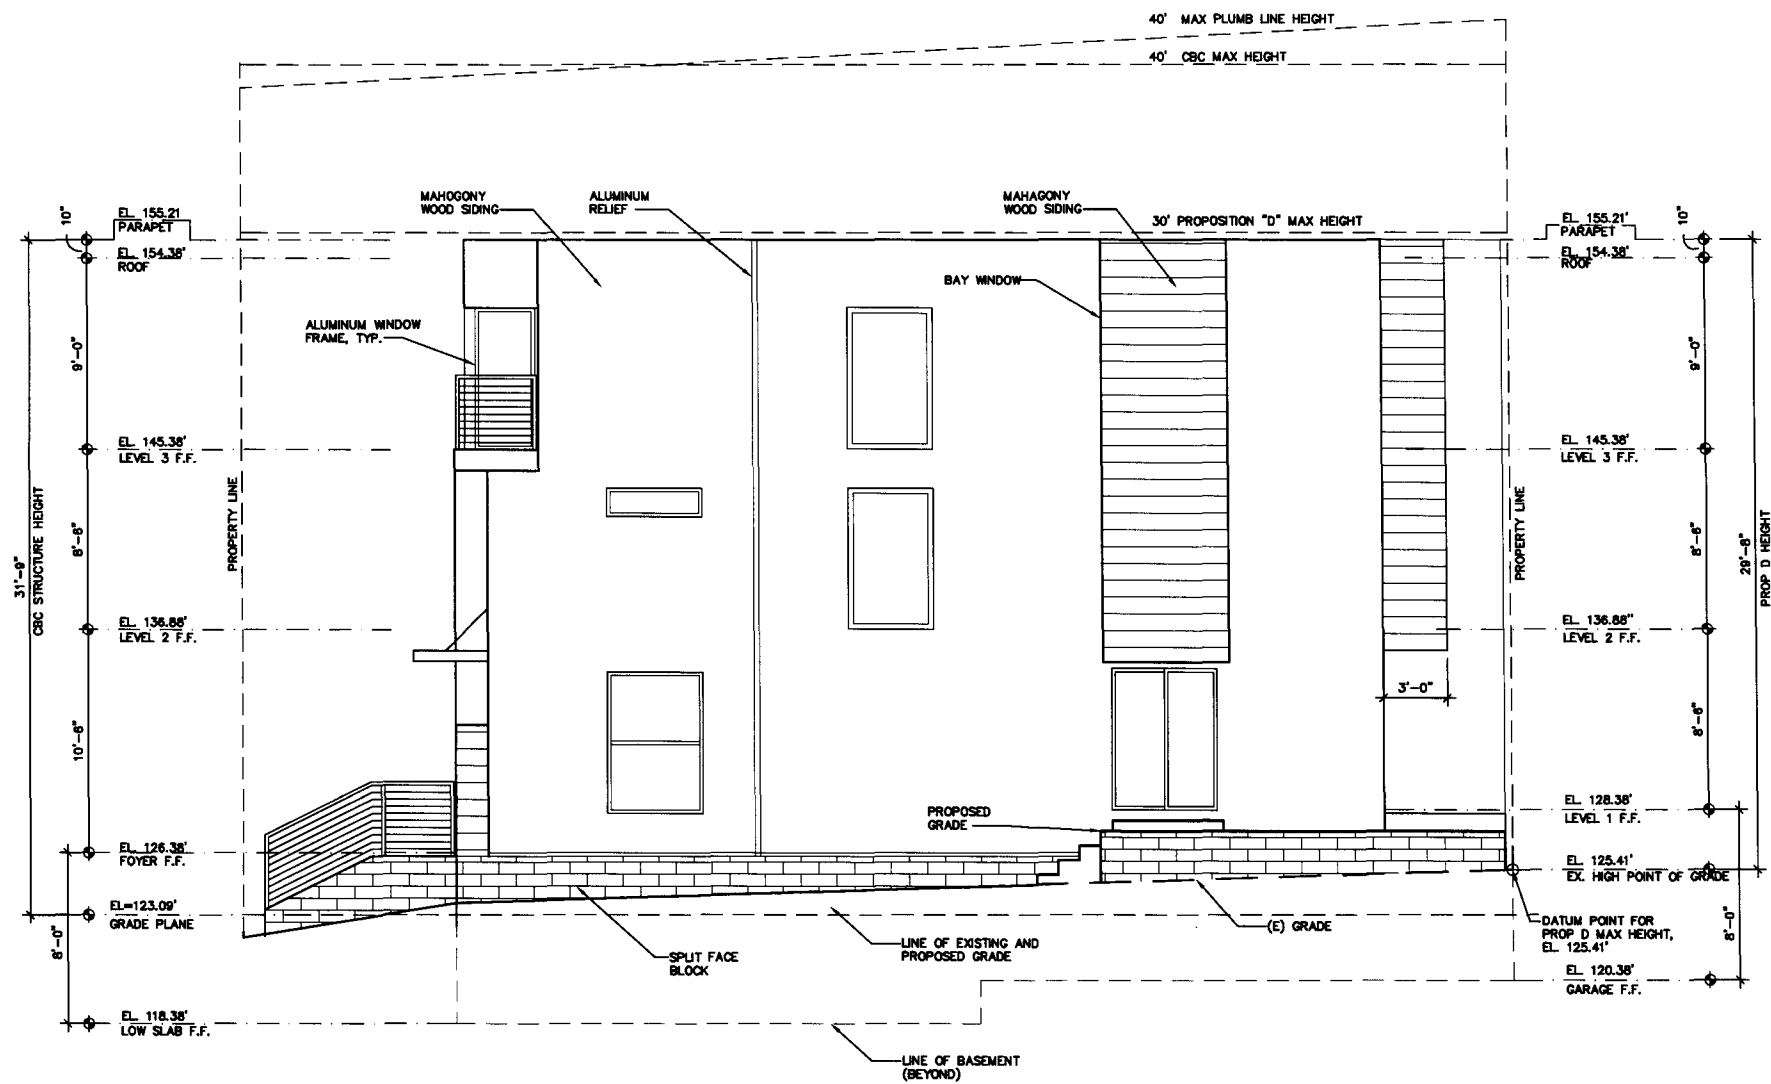 40' MAX PLUMB LINE HEIGHT
40' CBC MAX HEIGHT
30' PROPOSITION "D" MAX HEIGHT
10"
EL. 155.21
PARAPET
EL. 154.38'
ROOF
9'-0"
EL. 145.38'
LEVEL 3 F.F.
8'-6"
EL. 136.88'
LEVEL 2 F.F.
10'-6"
EL. 126.38'
FOYER F.F.
EL=123.09'
GRADE PLANE
8'-0"
EL. 118.38'
LOW SLAB F.F.
31'-9"
CBC STRUCTURE HEIGHT
PROPERTY LINE
MAHOGONY
WOOD SIDING
ALUMINUM
RELIEF
MAHAGONY
WOOD SIDING
BAY WINDOW
ALUMINUM WINDOW
FRAME, TYP.
PROPOSED
GRADE
3'-0"
SPLIT FACE
BLOCK
LINE OF EXISTING AND
PROPOSED GRADE
(E) GRADE
LINE OF BASEMENT
(BEYOND)
PROPERTY LINE
EL. 155.21'
PARAPET
10"
EL. 154.38'
ROOF
9'-0"
EL. 145.38'
LEVEL 3 F.F.
8'-6"
EL. 136.88"
LEVEL 2 F.F.
8'-6"
EL. 128.38'
LEVEL 1 F.F.
EL. 125.41'
EX. HIGH POINT OF GRADE
DATUM POINT FOR
PROP D MAX HEIGHT,
EL. 125.41'
8'-0"
EL. 120.38'
GARAGE F.F.
29'-8"
PROP D HEIGHT